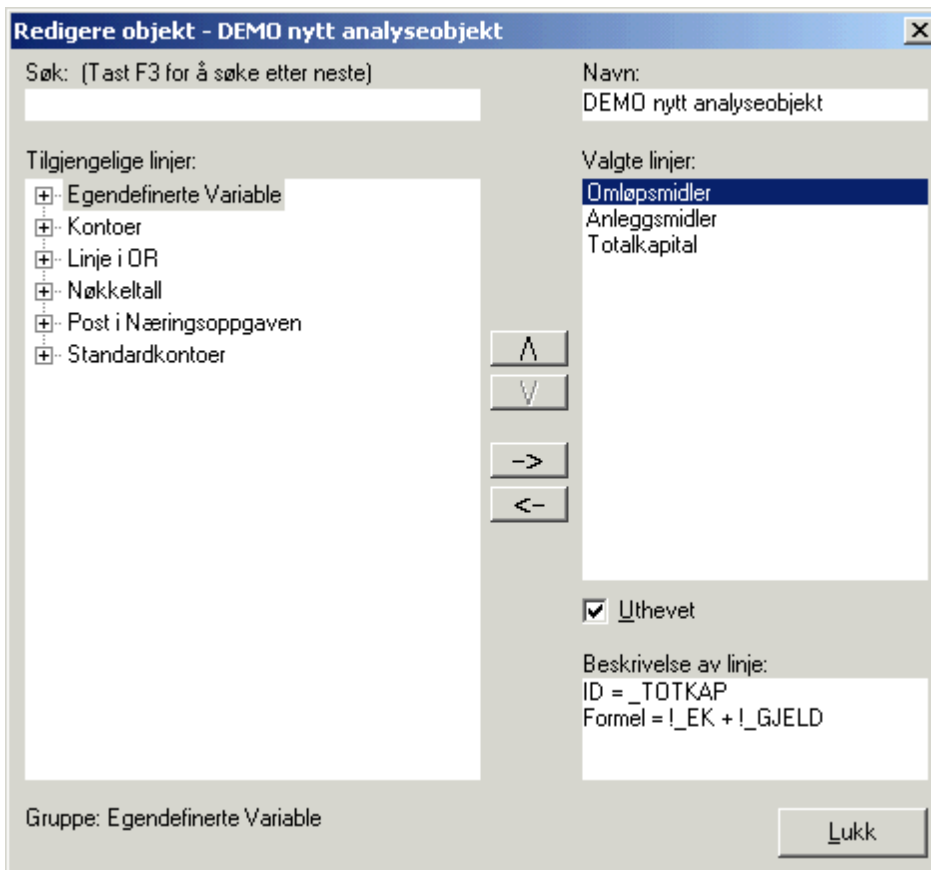 Redigere objekt - DEMO nytt analyseobjekt
Søk: (Tast F3 for å søke etter neste)
Navn:
DEMO nytt analyseobjekt
Tilgjengelige linjer:
Egendefinerte Variable
Kontoer
Linje i OR
Nøkkeltall
Post i Næringsoppgaven
Standardkontoer
Λ
V
->
<-
Valgte linjer:
Omløpsmidler
Anleggsmidler
Totalkapital
Uthevet
Beskrivelse av linje:
ID = _TOTKAP
Formel = !_EK + !_GJELD
Gruppe: Egendefinerte Variable
Lukk